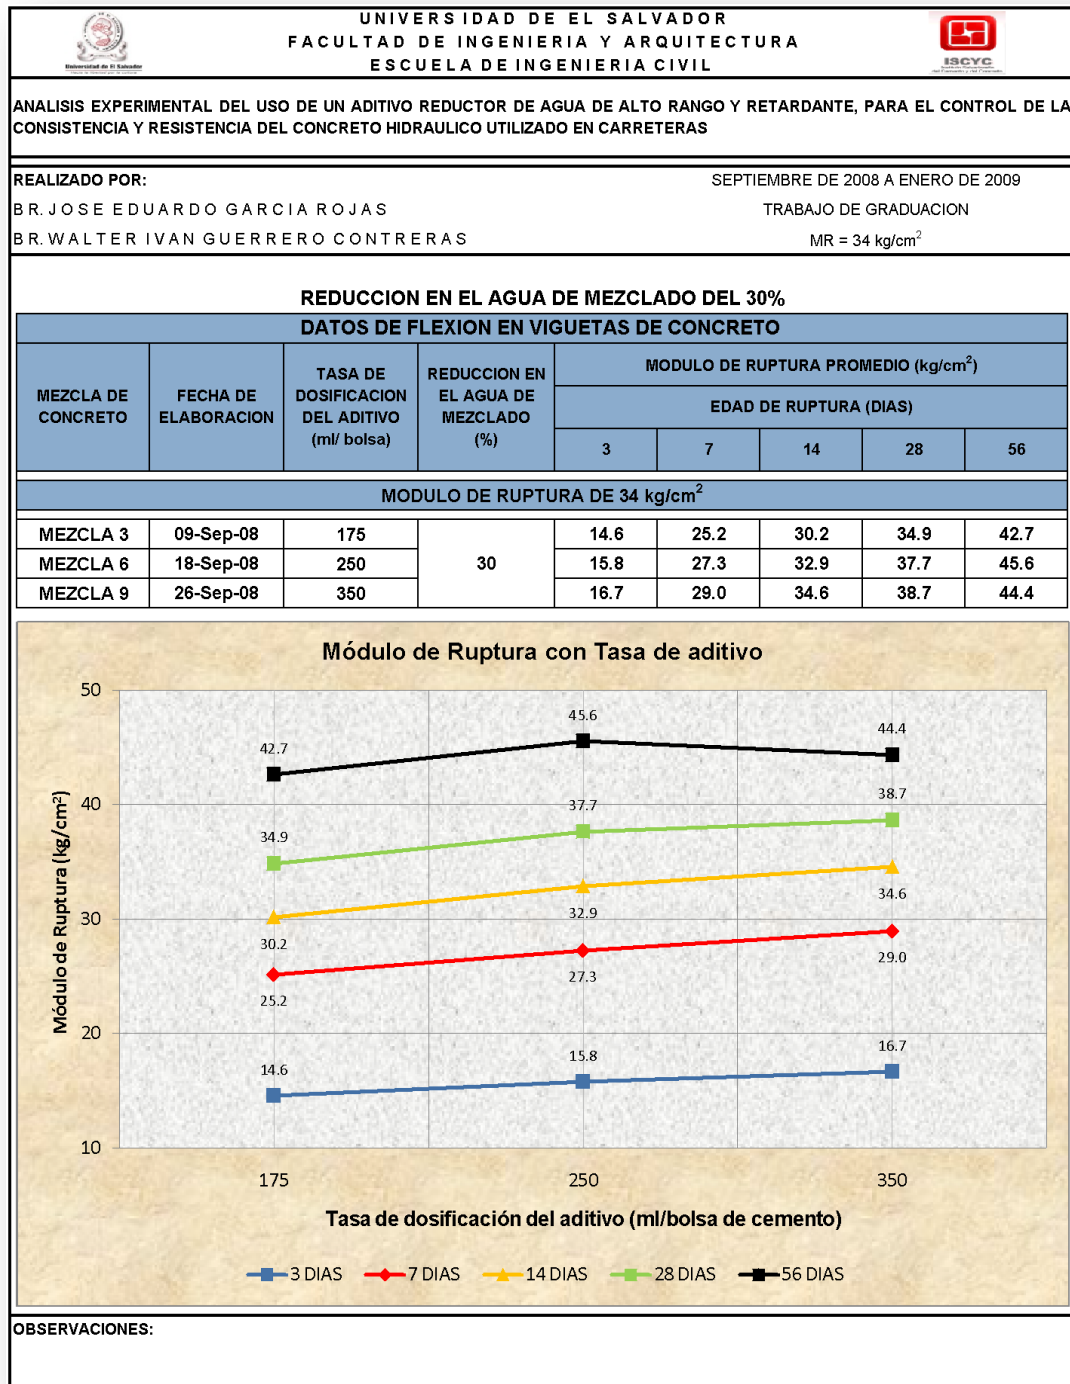 UNIVERSIDAD DE EL SALVADOR
FACULTAD DE INGENIERIA Y ARQUITECTURA
ESCUELA DE INGENIERIA CIVIL
Universidad de El Salvador
ISCYC
ANALISIS EXPERIMENTAL DEL USO DE UN ADITIVO REDUCTOR DE AGUA DE ALTO RANGO Y RETARDANTE, PARA EL CONTROL DE LA
CONSISTENCIA Y RESISTENCIA DEL CONCRETO HIDRAULICO UTILIZADO EN CARRETERAS
REALIZADO POR:
SEPTIEMBRE DE 2008 A ENERO DE 2009
BR. JOSE EDUARDO GARCIA ROJAS
TRABAJO DE GRADUACION
BR. WALTER IVAN GUERRERO CONTRERAS
MR = 34 kg/cm²
REDUCCION EN EL AGUA DE MEZCLADO DEL 30%
DATOS DE FLEXION EN VIGUETAS DE CONCRETO
MEZCLA DE
CONCRETO
FECHA DE
ELABORACION
TASA DE
DOSIFICACION
DEL ADITIVO
(ml/ bolsa)
REDUCCION EN
EL AGUA DE
MEZCLADO
(%)
MODULO DE RUPTURA PROMEDIO (kg/cm²)
EDAD DE RUPTURA (DIAS)
3 7 14 28 56
MODULO DE RUPTURA DE 34 kg/cm²
MEZCLA 3 09-Sep-08 175 14.6 25.2 30.2 34.9 42.7
MEZCLA 6 18-Sep-08 250 30 15.8 27.3 32.9 37.7 45.6
MEZCLA 9 26-Sep-08 350 16.7 29.0 34.6 38.7 44.4
Módulo de Ruptura con Tasa de aditivo
Módulo de Ruptura (kg/cm²)
50
40
30
20
10
42.7 45.6 44.4
34.9 37.7 38.7
30.2 32.9 34.6
25.2 27.3 29.0
14.6 15.8 16.7
175 250 350
Tasa de dosificación del aditivo (ml/bolsa de cemento)
3 DIAS 7 DIAS 14 DIAS 28 DIAS 56 DIAS
OBSERVACIONES: